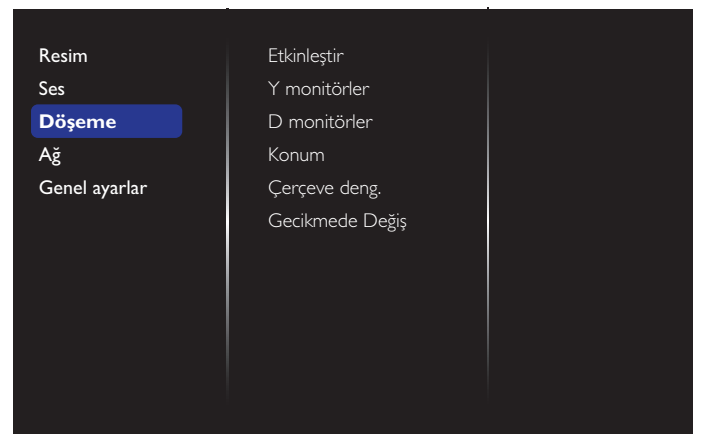 Resim
Ses
Döşeme
Ağ
Genel ayarlar
Etkinleştir
Y monitörler
D monitörler
Konum
Çerçeve deng.
Gecikmede Değiş